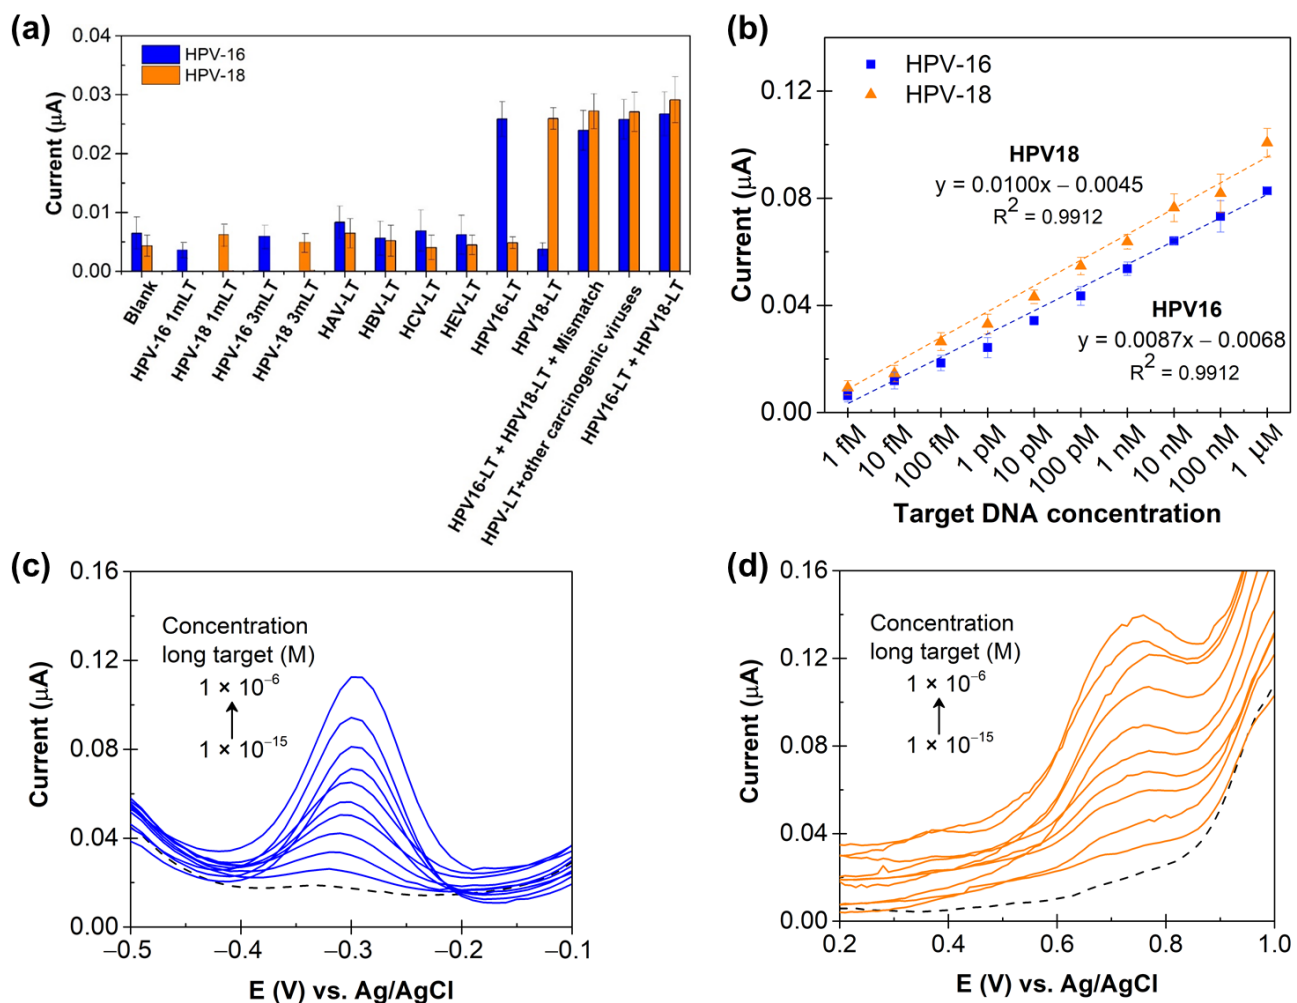 (a)
0.04
0.03
0.02
0.01
0.00
Current (μA)
HPV-16
HPV-18
Blank
HPV-16 1mLT
HPV-18 1mLT
HPV-16 3mLT
HPV-18 3mLT
HAV-LT
HBV-LT
HCV-LT
HEV-LT
HPV16-LT
HPV18-LT
HPV16-LT + HPV18-LT + Mismatch
HPV-LT+other carcinogenic viruses
HPV16-LT + HPV18-LT
(b)
0.12
0.08
0.04
0.00
Current (μA)
HPV-16
HPV-18
HPV18
y = 0.0100x – 0.0045
R² = 0.9912
HPV16
y = 0.0087x – 0.0068
R² = 0.9912
1 fM
10 fM
100 fM
1 pM
10 pM
100 pM
1 nM
10 nM
100 nM
1 μM
Target DNA concentration
(c)
0.16
0.12
0.08
0.04
0.00
Current (μA)
Concentration
long target (M)
1 × 10⁻⁶
1 × 10⁻¹⁵
–0.5
–0.4
–0.3
–0.2
–0.1
E (V) vs. Ag/AgCl
(d)
0.16
0.12
0.08
0.04
0.00
Current (μA)
Concentration
long target (M)
1 × 10⁻⁶
1 × 10⁻¹⁵
0.2
0.4
0.6
0.8
1.0
E (V) vs. Ag/AgCl